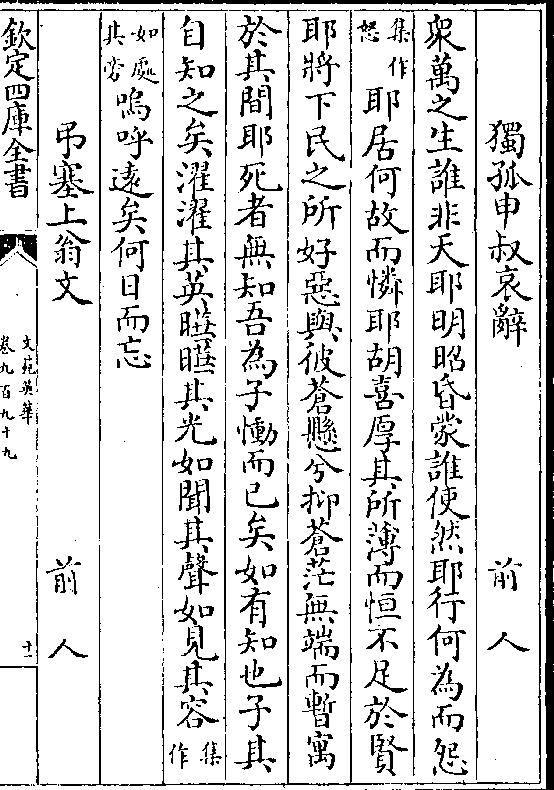 獨孤申叔哀辭 前人
衆萬之生誰非天耶明昭昏蒙誰使然耶行何為而怨
集作恕耶居何故而憐耶胡喜厚其所薄而恒不足於賢
耶將下民之所好惡與彼蒼懸兮抑蒼茫無端而暫寓
於其間耶死者無知吾為子慟而已矣如有知也子其
自知之矣濯濯其英曄曄其光如聞其聲如見其容集作
如處其旁嗚呼遠矣何日而忘
弔塞上翁文 前人
欽定四庫全書
文苑英華
卷九百九十九
十一